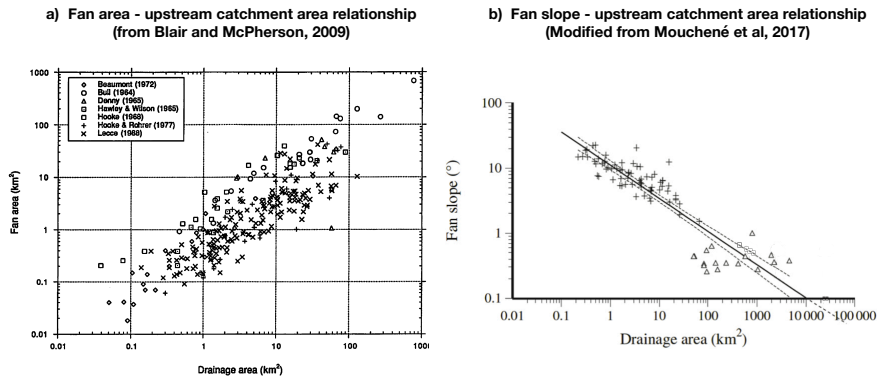 a) Fan area - upstream catchment area relationship
(from Blair and McPherson, 2009)
1000
100
10
1
0.1
0.01
Fan area (km²)
Beaumont (1972)
Bull (1964)
Denny (1965)
Hawley & Wilson (1965)
Hooke (1968)
Hooke & Rohrer (1977)
Lecce (1988)
0.01 0.1 1 10 100 1000
Drainage area (km²)
b) Fan slope - upstream catchment area relationship
(Modified from Mouchené et al, 2017)
100
10
1
0.1
Fan slope (°)
0.01 0.1 1 10 100 1000 10 000 100 000
Drainage area (km²)